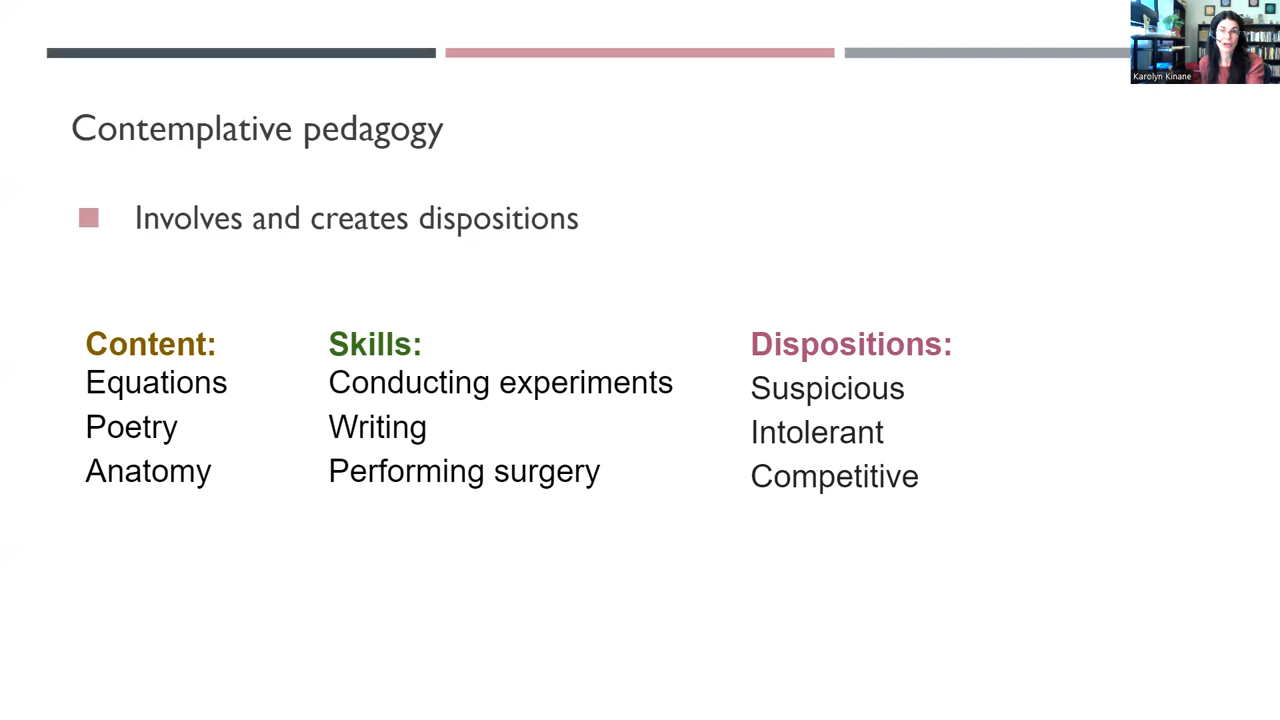 Karolyn Kinane
Contemplative pedagogy
Involves and creates dispositions
Content:
Equations
Poetry
Anatomy
Skills:
Conducting experiments
Writing
Performing surgery
Dispositions:
Suspicious
Intolerant
Competitive